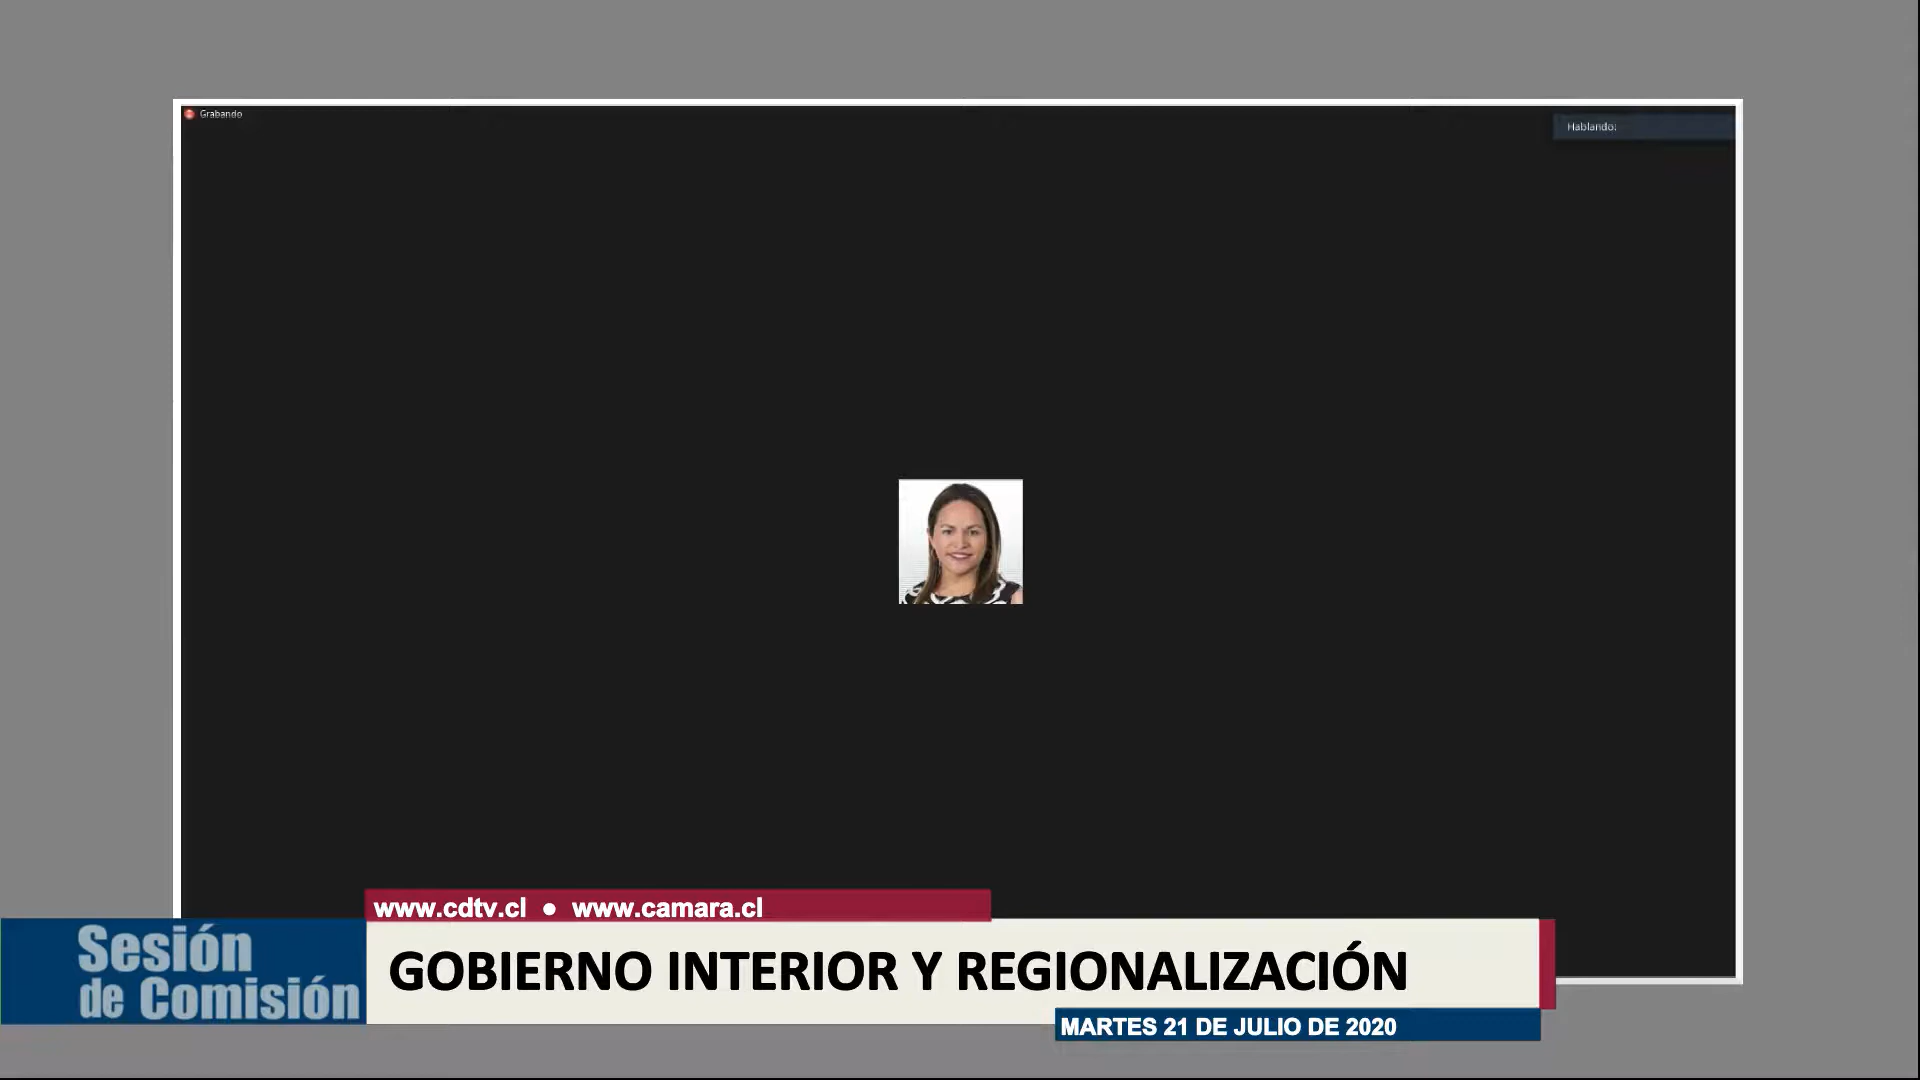 Grabando
Hablando:
www.cdtv.cl ● www.camara.cl
Sesión
de Comisión
GOBIERNO INTERIOR Y REGIONALIZACIÓN
MARTES 21 DE JULIO DE 2020